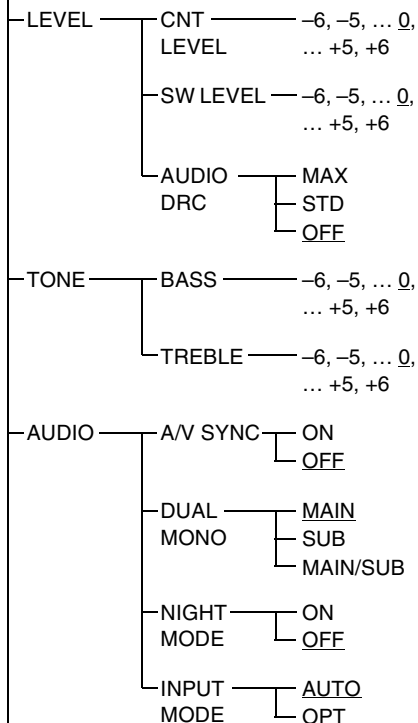 LEVEL CNT LEVEL –6, –5, … 0, … +5, +6
SW LEVEL –6, –5, … 0, … +5, +6
AUDIO DRC MAX
STD
OFF
TONE BASS –6, –5, … 0, … +5, +6
TREBLE –6, –5, … 0, … +5, +6
AUDIO A/V SYNC ON
OFF
DUAL MONO MAIN
SUB
MAIN/SUB
NIGHT MODE ON
OFF
INPUT MODE AUTO
OPT